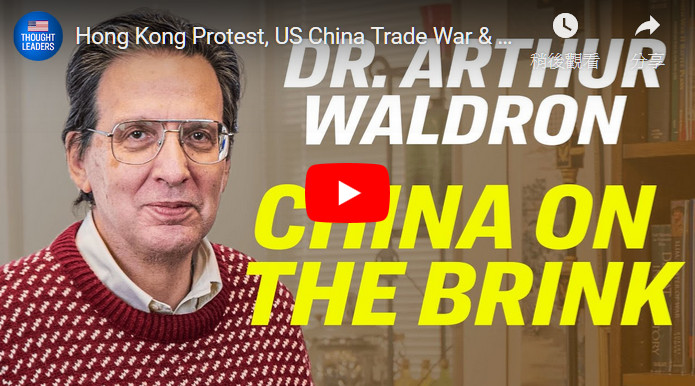 THOUGHT
LEADERS
Hong Kong Protest, US China Trade War & ...
稍後觀看
分享
DR. ARTHUR
WALDRON
CHINA ON
THE BRINK